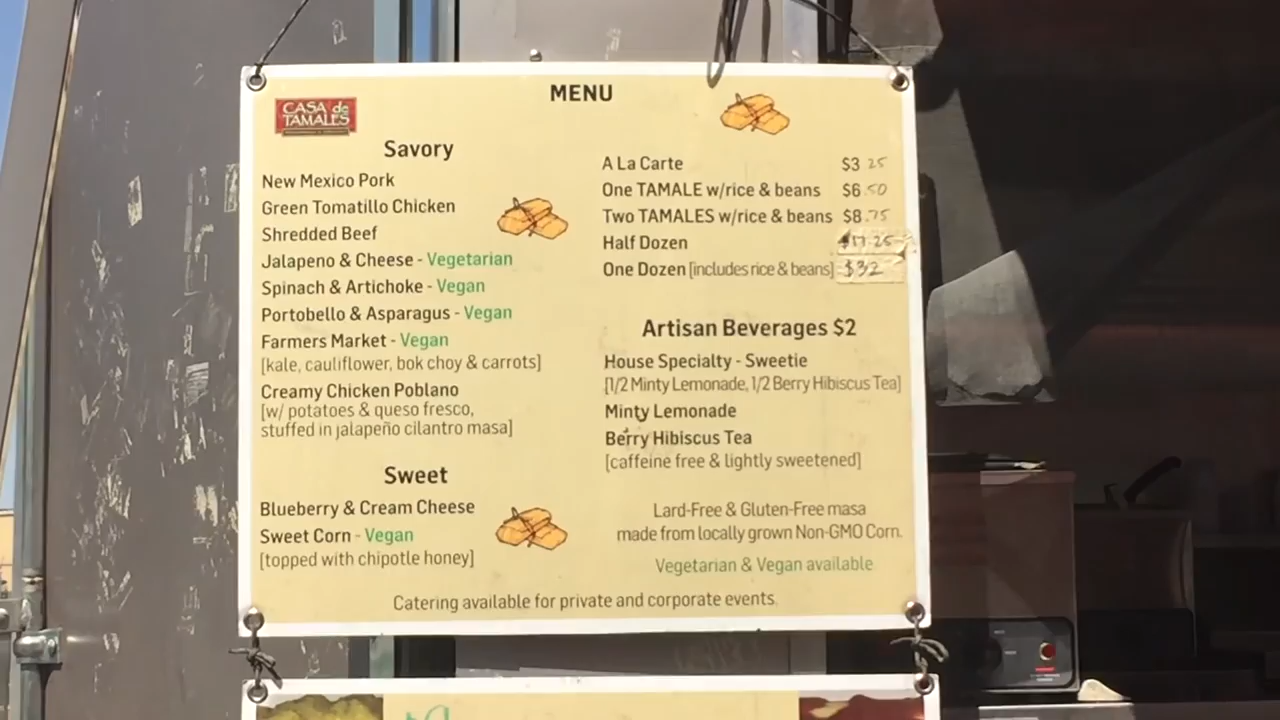 MENU
CASA de
TAMALES
Savory
New Mexico Pork
Green Tomatillo Chicken
Shredded Beef
Jalapeno & Cheese - Vegetarian
Spinach & Artichoke - Vegan
Portobello & Asparagus - Vegan
Farmers Market - Vegan
[kale, cauliflower, bok choy & carrots]
Creamy Chicken Poblano
[w/ potatoes & queso fresco,
stuffed in jalapeño cilantro masa]
Sweet
Blueberry & Cream Cheese
Sweet Corn - Vegan
[topped with chipotle honey]
A La Carte $3 25
One TAMALE w/rice & beans $6.50
Two TAMALES w/rice & beans $8.75
Half Dozen $17.25
One Dozen [includes rice & beans] $32
Artisan Beverages $2
House Specialty - Sweetie
[1/2 Minty Lemonade, 1/2 Berry Hibiscus Tea]
Minty Lemonade
Berry Hibiscus Tea
[caffeine free & lightly sweetened]
Lard-Free & Gluten-Free masa
made from locally grown Non-GMO Corn.
Vegetarian & Vegan available
Catering available for private and corporate events.